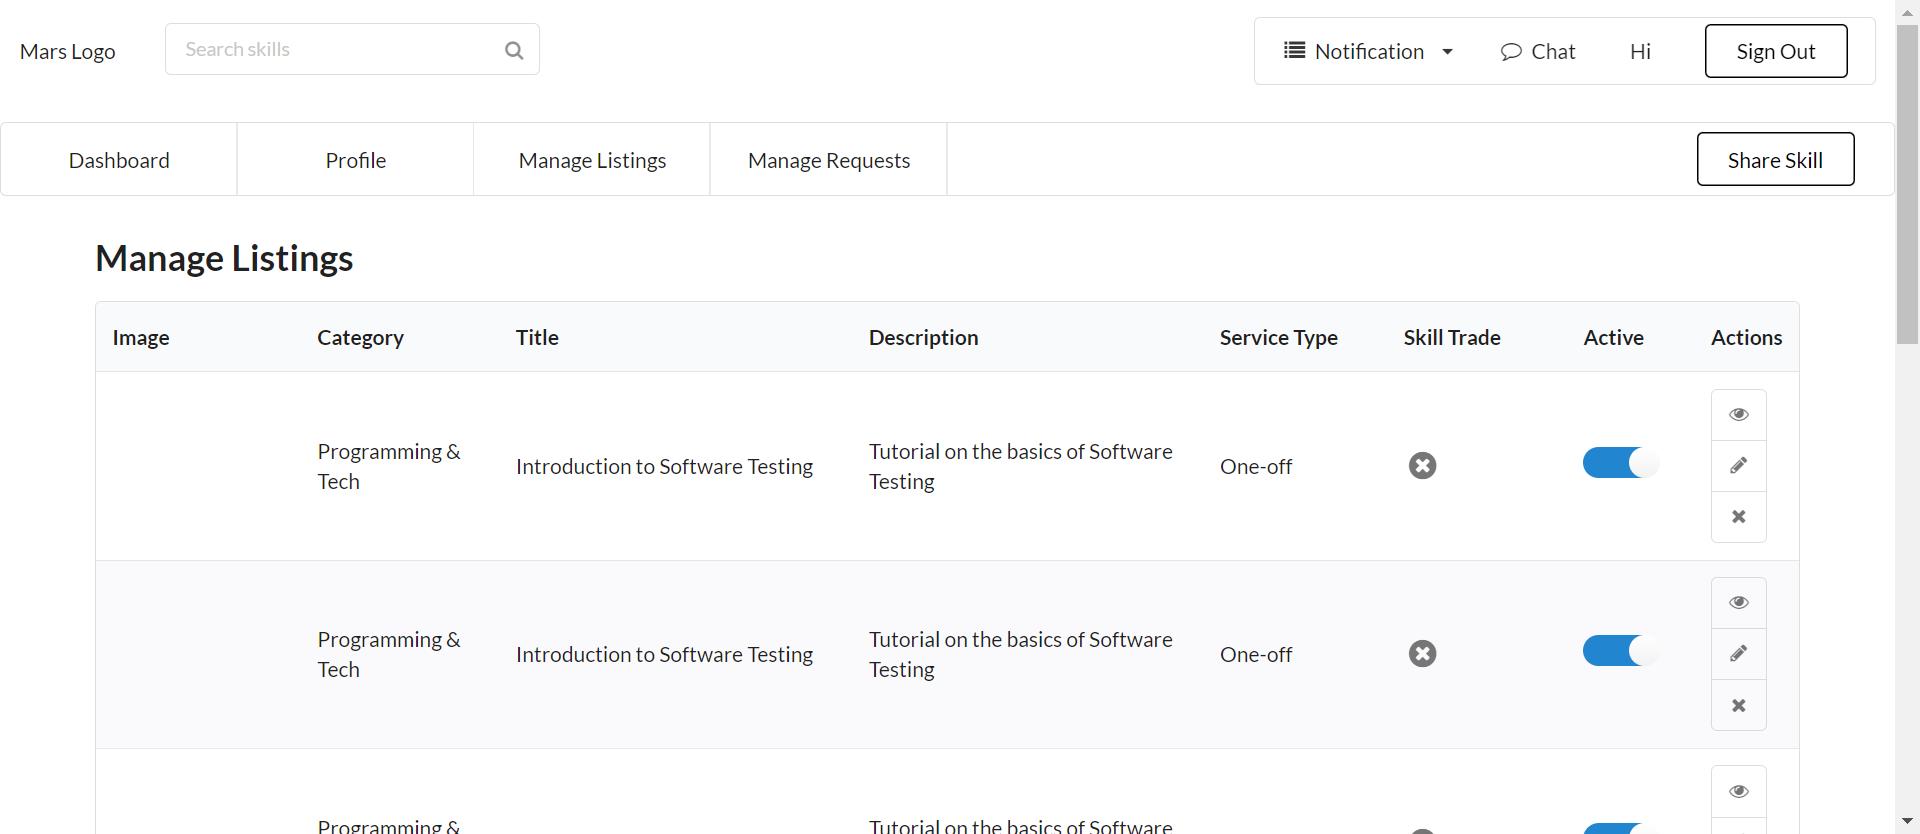 Mars Logo
Search skills
Notification
Chat
Hi
Sign Out
Dashboard
Profile
Manage Listings
Manage Requests
Share Skill
Manage Listings
Image
Category
Title
Description
Service Type
Skill Trade
Active
Actions
Programming &
Tech
Introduction to Software Testing
Tutorial on the basics of Software
Testing
One-off
Programming &
Tech
Introduction to Software Testing
Tutorial on the basics of Software
Testing
One-off
Programming &
Tutorial on the basics of Software